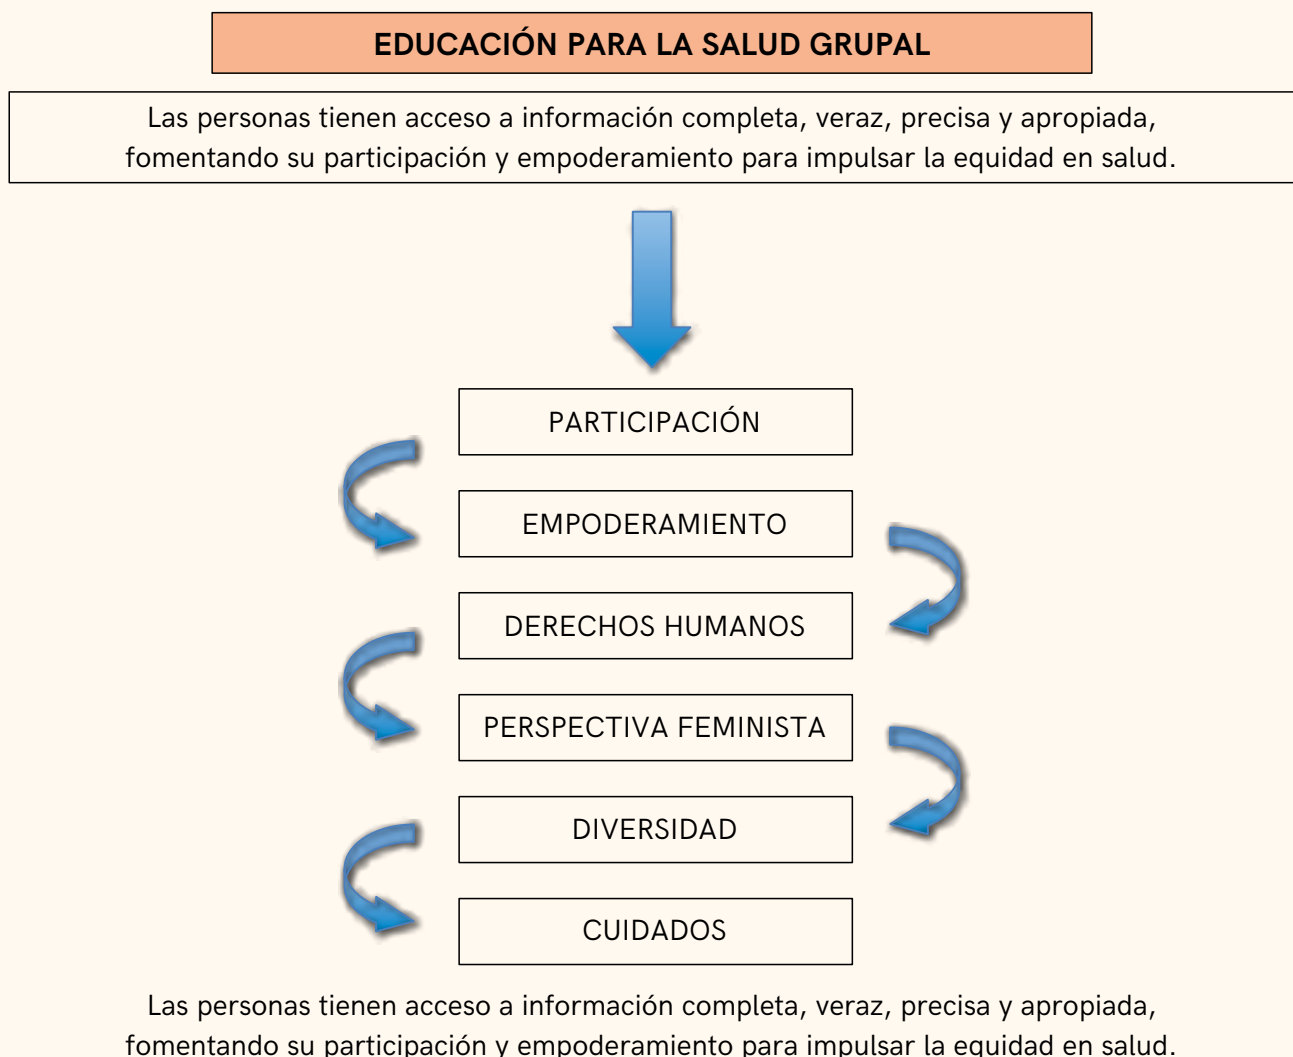 EDUCACIÓN PARA LA SALUD GRUPAL
Las personas tienen acceso a información completa, veraz, precisa y apropiada,
fomentando su participación y empoderamiento para impulsar la equidad en salud.
PARTICIPACIÓN
EMPODERAMIENTO
DERECHOS HUMANOS
PERSPECTIVA FEMINISTA
DIVERSIDAD
CUIDADOS
Las personas tienen acceso a información completa, veraz, precisa y apropiada,
fomentando su participación y empoderamiento para impulsar la equidad en salud.